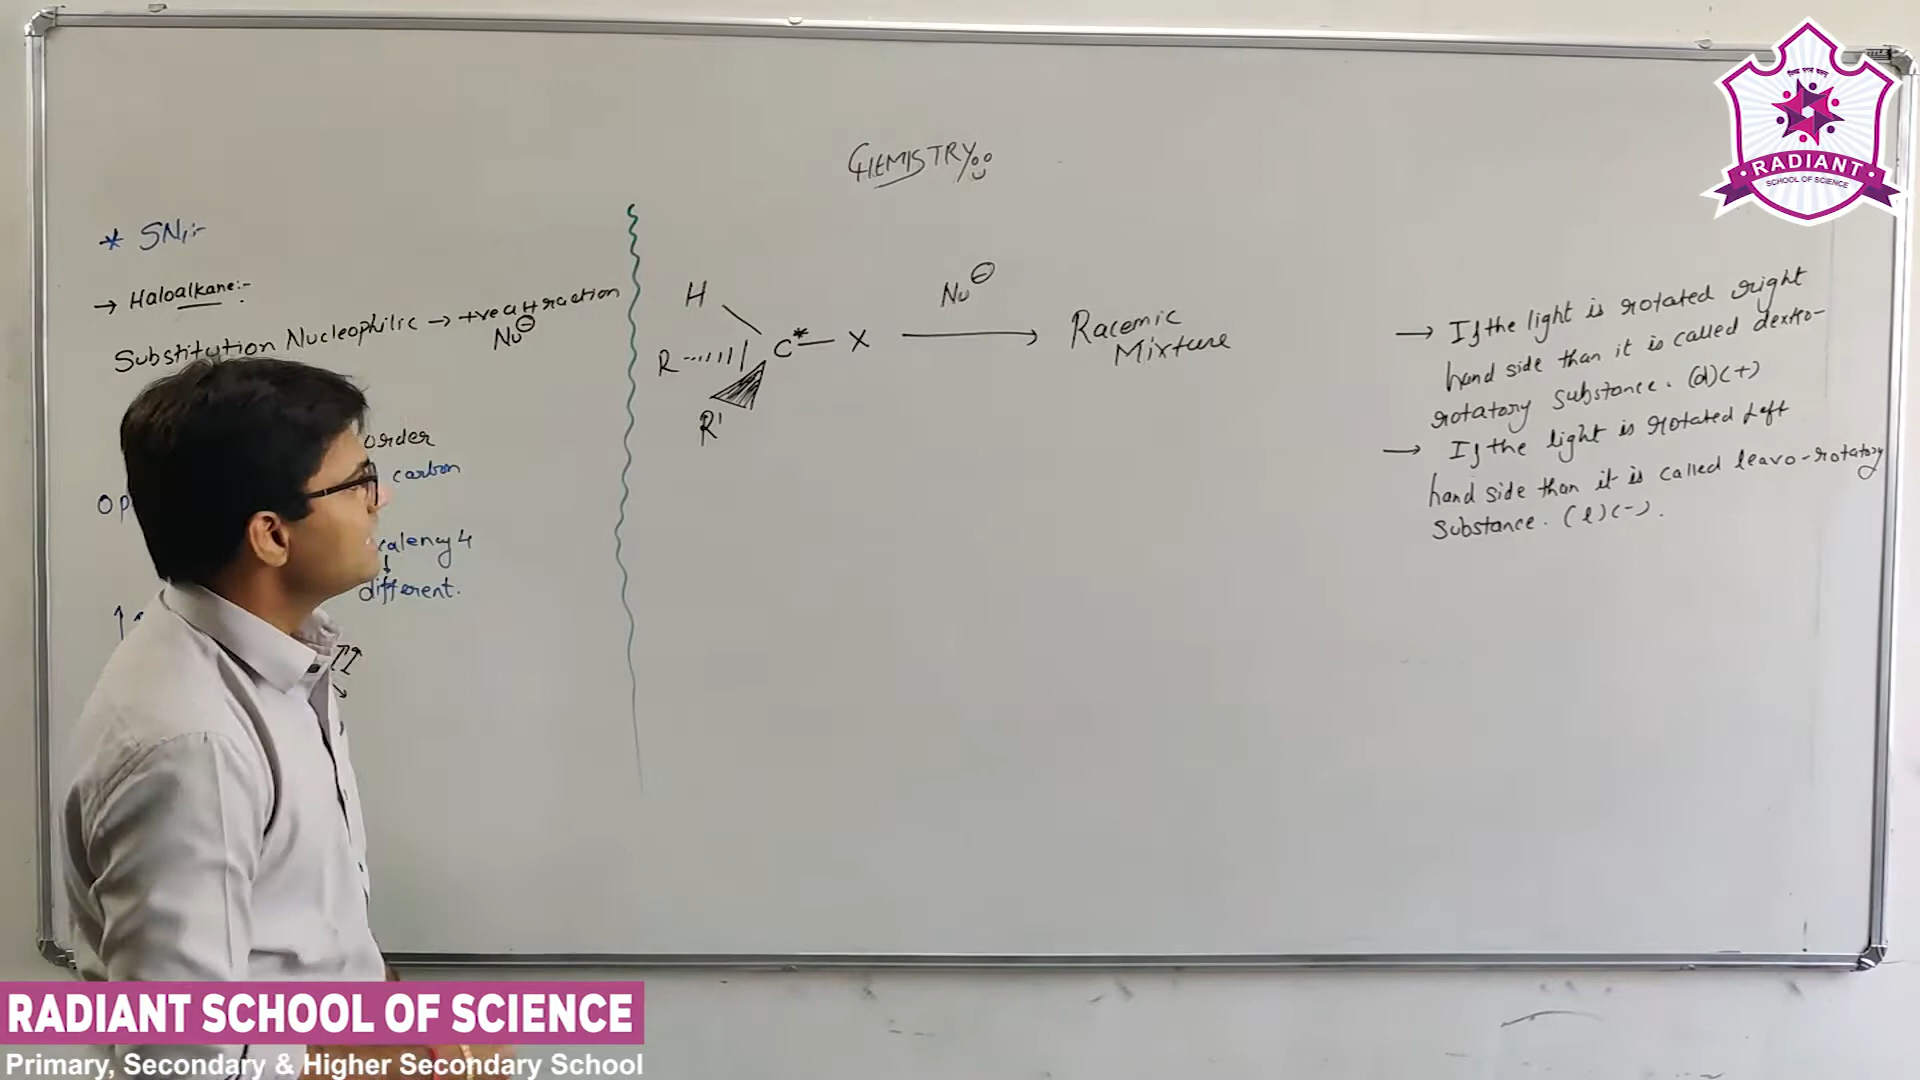 CHEMISTRY
* SN1:-
→ Haloalkane:-
Substitution Nucleophilic → +ve attraction
Nu⊖
order
carbon
Op
valency 4
↓
different.
H
R
C* — X
R'
Nu⊖
→
Racemic
Mixture
→ If the light is rotated right
hand side than it is called dextro-
rotatory substance. (d)(+)
→ If the light is rotated left
hand side than it is called leavo-rotatory
substance. (l)(-).
RADIANT
SCHOOL OF SCIENCE
RADIANT SCHOOL OF SCIENCE
Primary, Secondary & Higher Secondary School